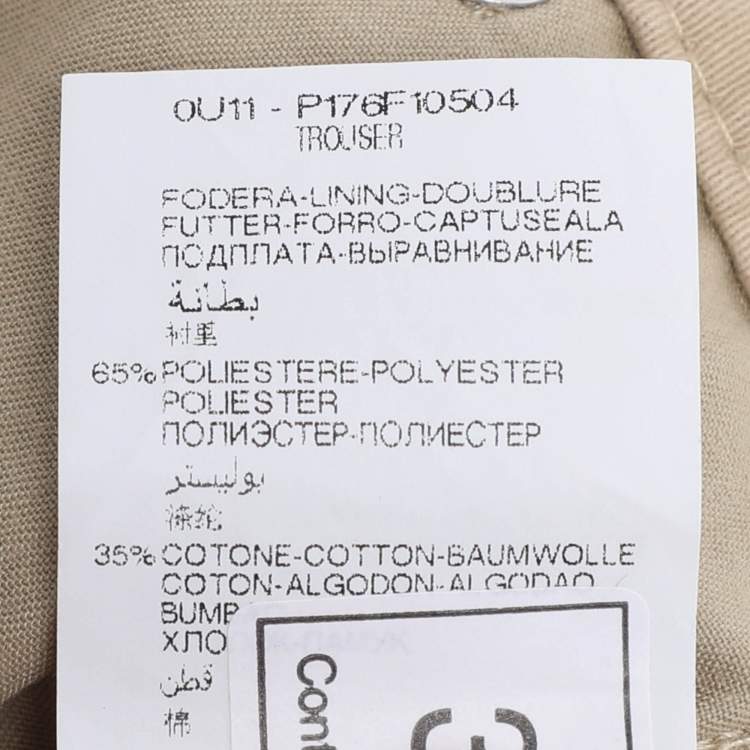 0U11 - P176F10504
TROUSER
FODERA-LINING-DOUBLURE
FUTTER-FORRO-CAPTUSEALA
ПОДПЛАТА-ВЫРАВНИВАНИЕ
بطانة
衬里
65% POLIESTERE-POLYESTER
POLIESTER
ПОЛИЭСТЕР-ПОЛИЕСТЕР
بوليستر
涤纶
35% COTONE-COTTON-BAUMWOLLE
COTON-ALGODON-ALGODAO
قطن
棉